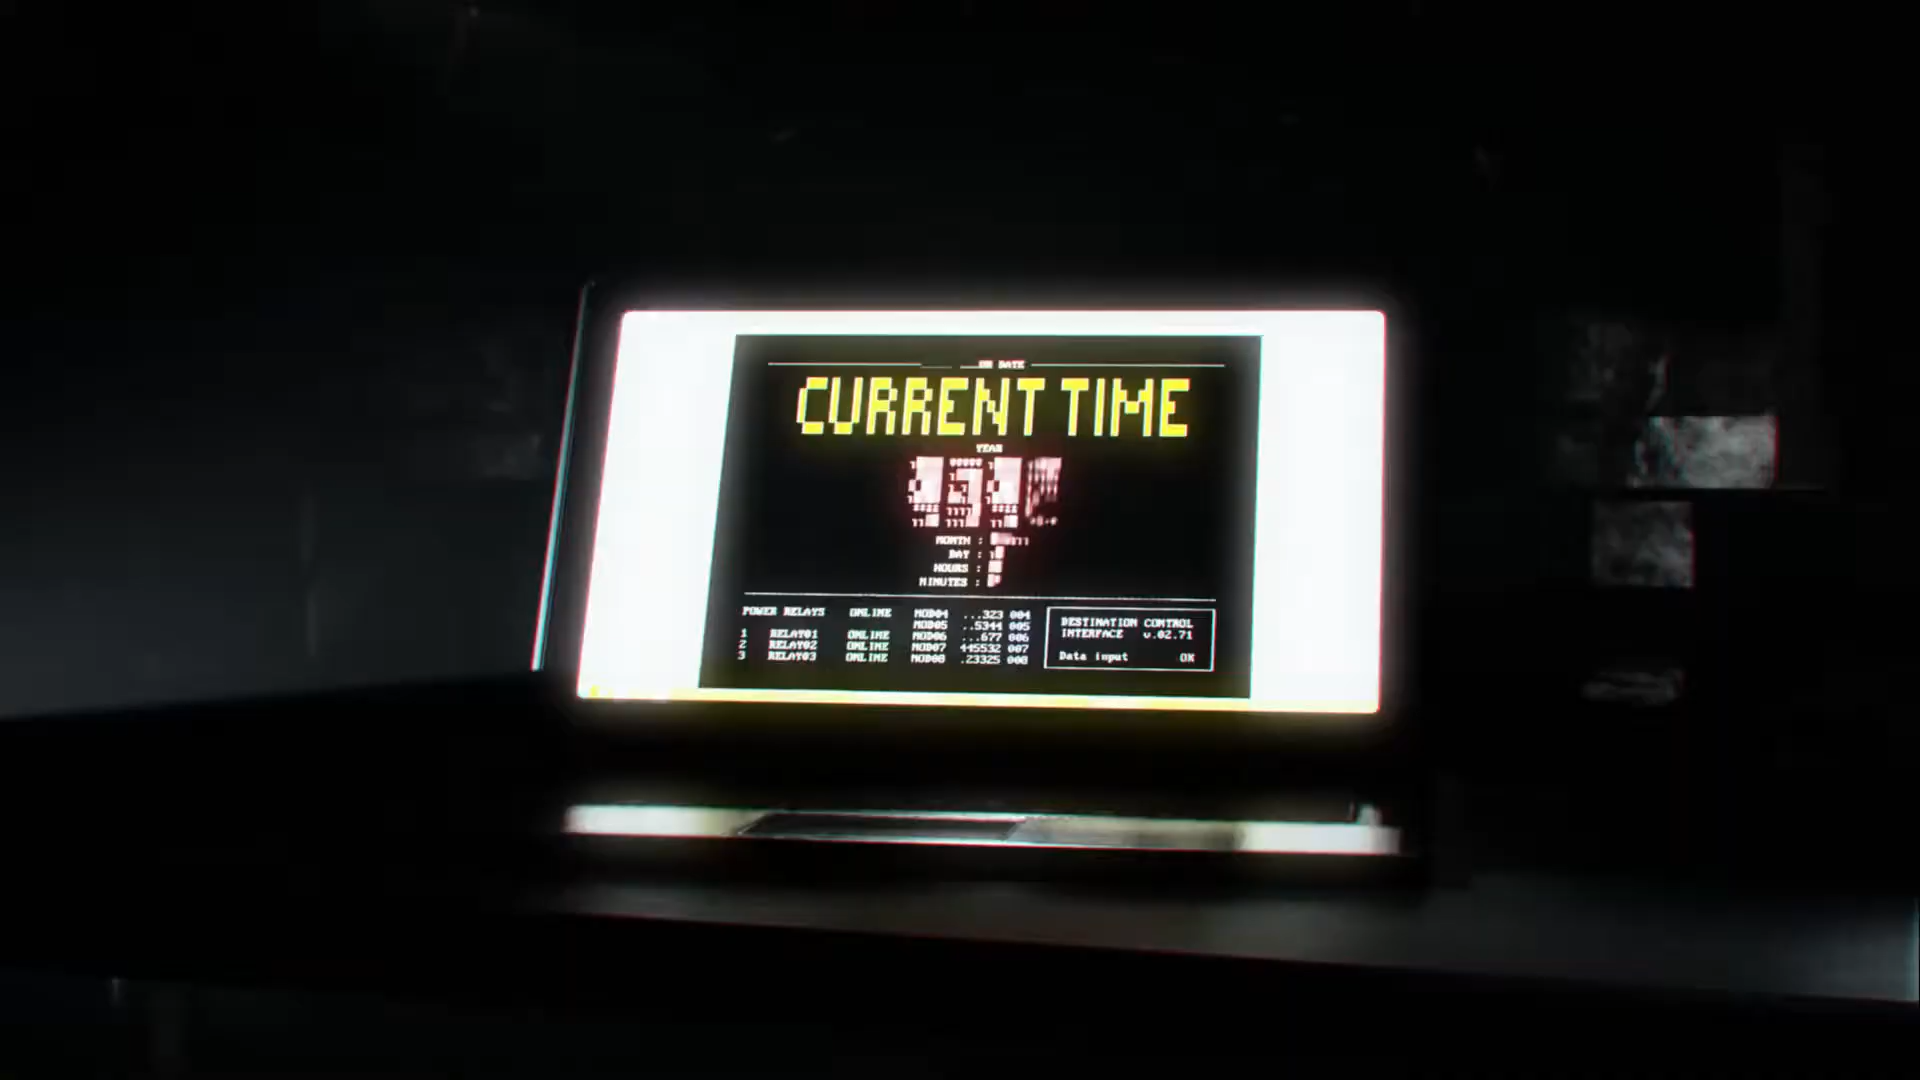 DATE
CURRENT TIME
YEAR
MONTH :
DAY :
HOURS :
MINUTES :
POWER RELAYS ONLINE MOD04 ...323 004
MOD05 ..5344 005
1 RELAY01 ONLINE MOD06 ...677 006
2 RELAY02 ONLINE MOD07 445532 007
3 RELAY03 ONLINE MOD08 .23325 008
DESTINATION CONTROL
INTERFACE v.02.71
Data input OK